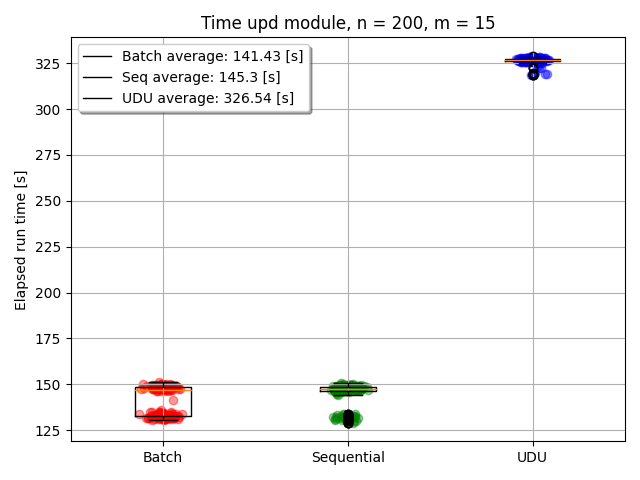 Time upd module, n = 200, m = 15
Batch average: 141.43 [s]
Seq average: 145.3 [s]
UDU average: 326.54 [s]
Elapsed run time [s]
325
300
275
250
225
200
175
150
125
Batch
Sequential
UDU